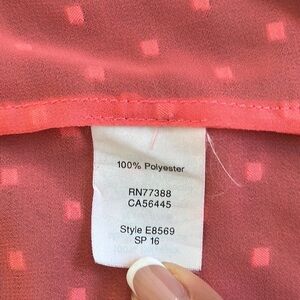 100% Polyester
RN77388
CA56445
Style E8569
SP 16